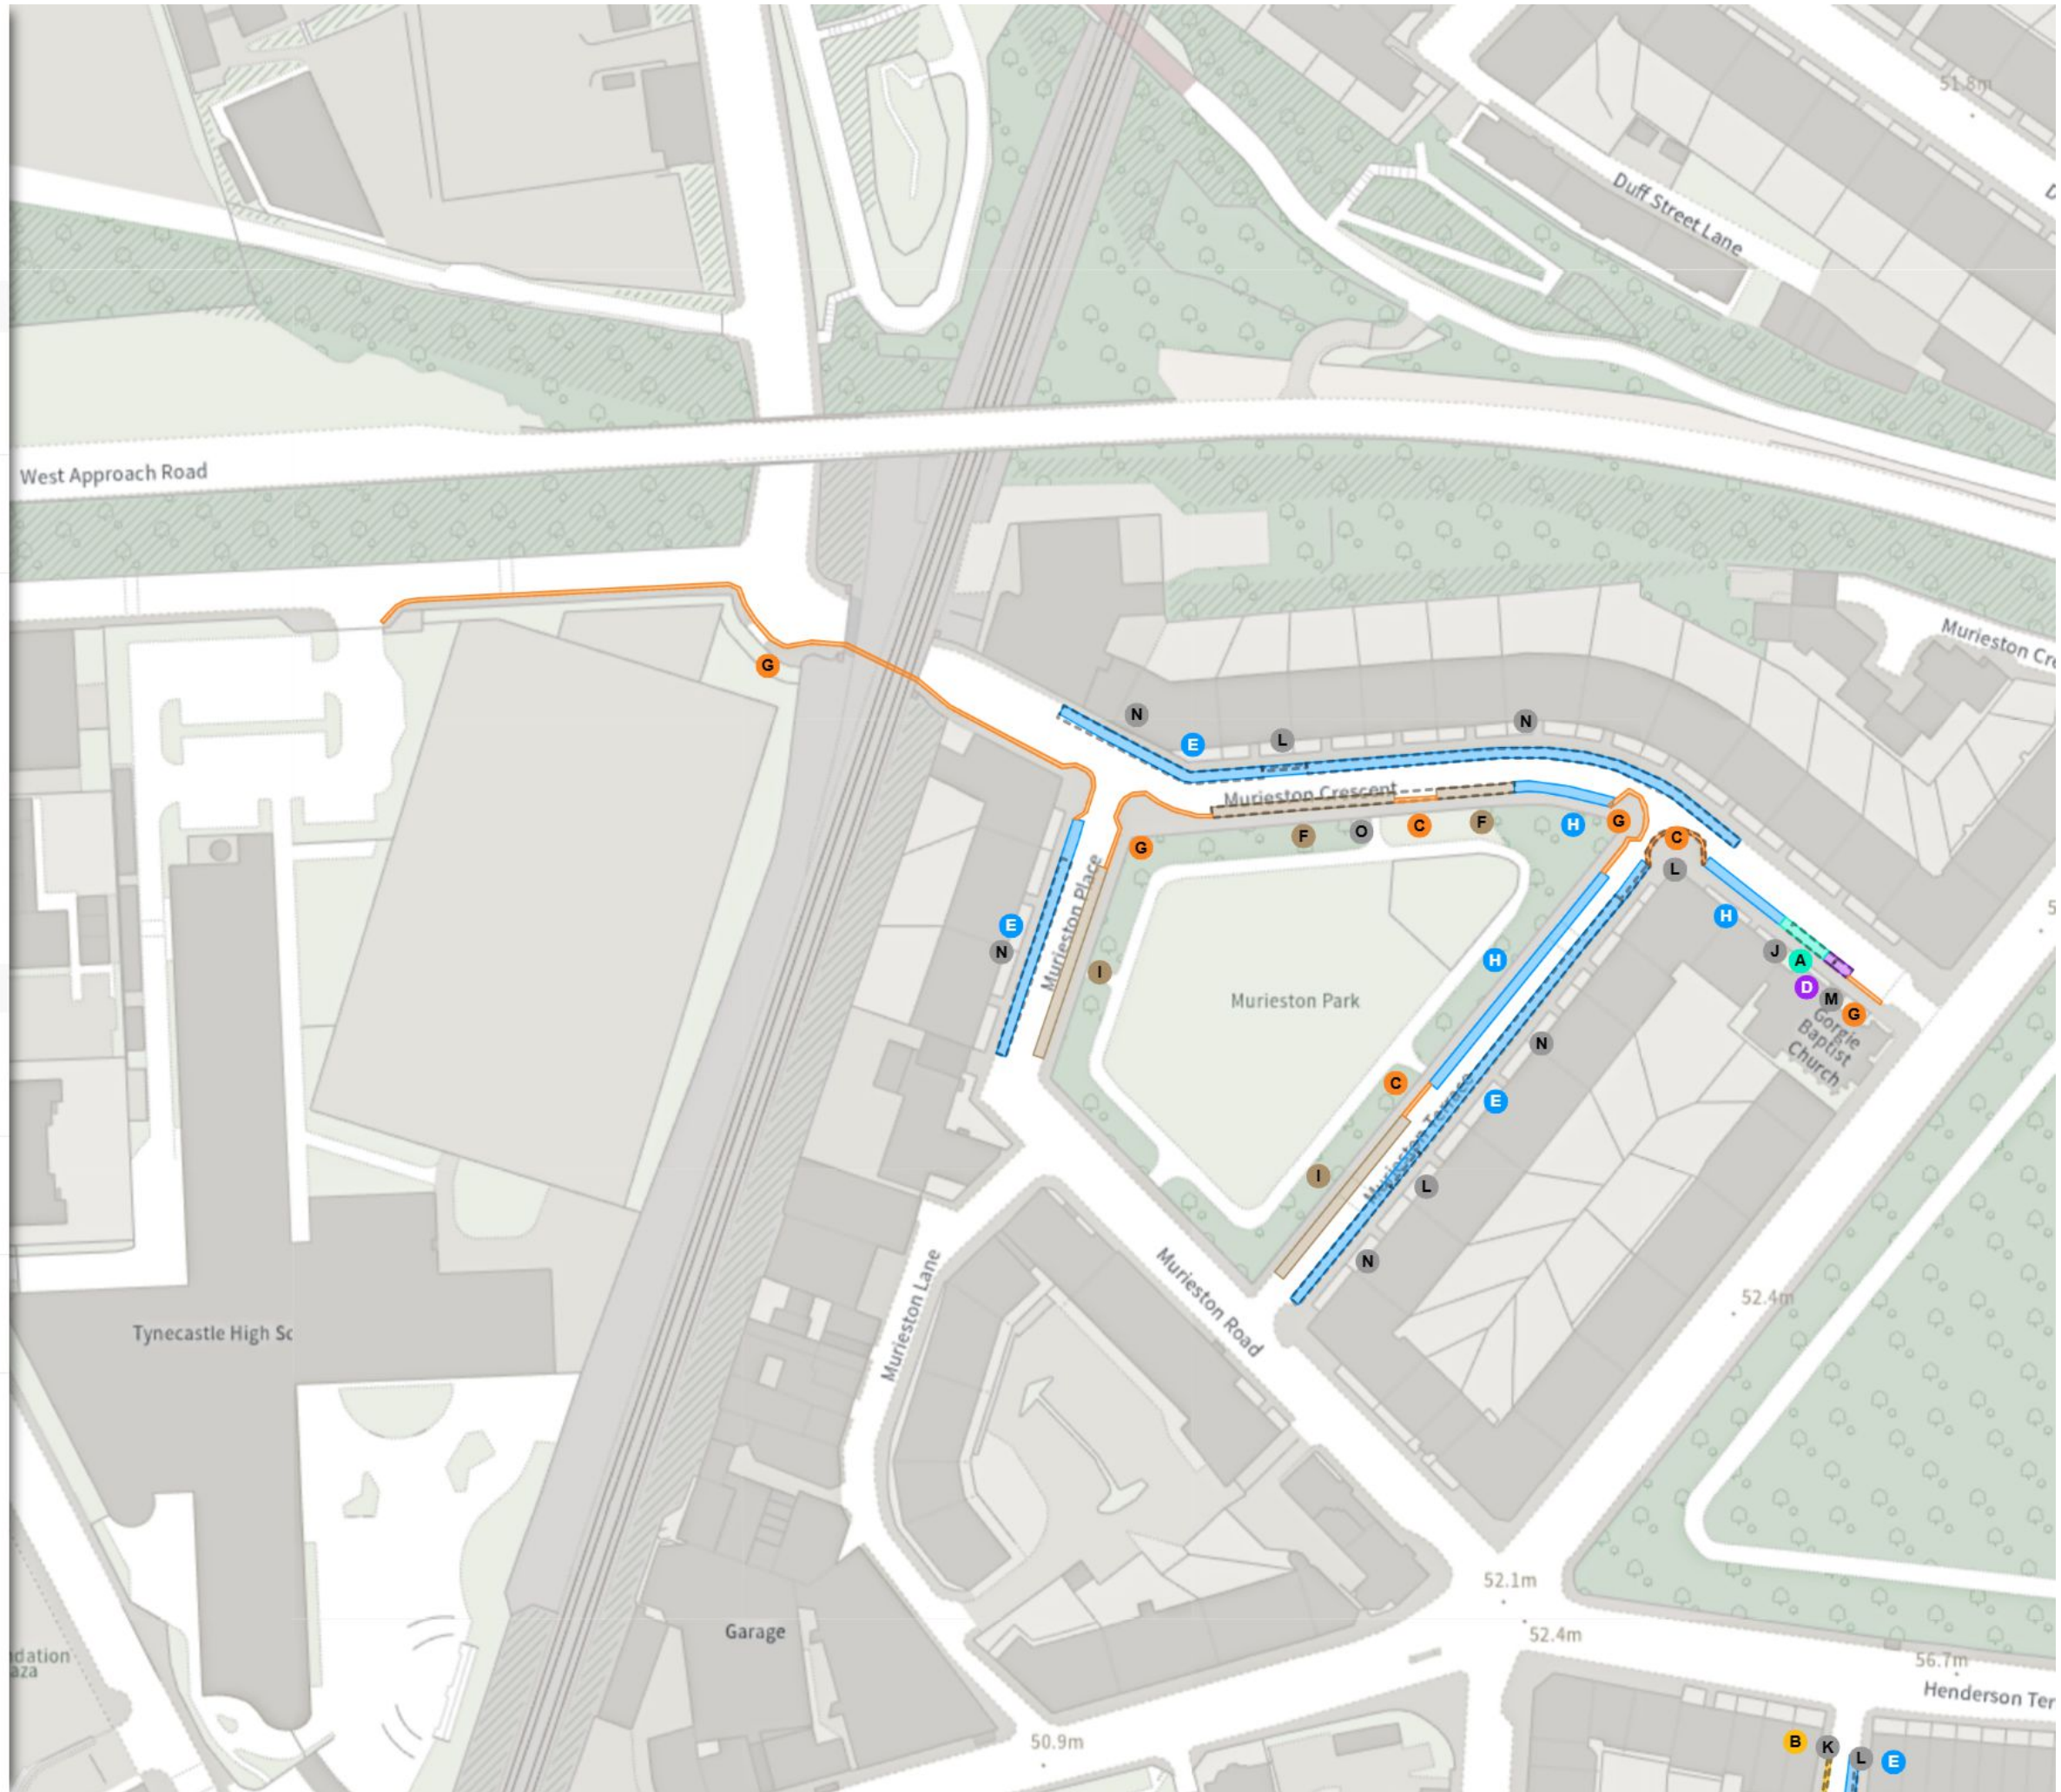 51.8m
Duff Street Lane
D
West Approach Road
Murieston Cre
G
N
E
L
N
Murieston Crescent
F
O
C
F
H
G
C
L
G
Murieston Place
E
N
I
H
J
A
D
M
G
Gorgie
Baptist
Church
5
H
Murieston Park
N
C
E
Murieston Terrace
I
L
N
Murieston Lane
Murieston Road
52.4m
Tynecastle High Sc
52.1m
52.4m
Garage
ndation
aza
56.7m
Henderson Ter
50.9m
B
K
L
E